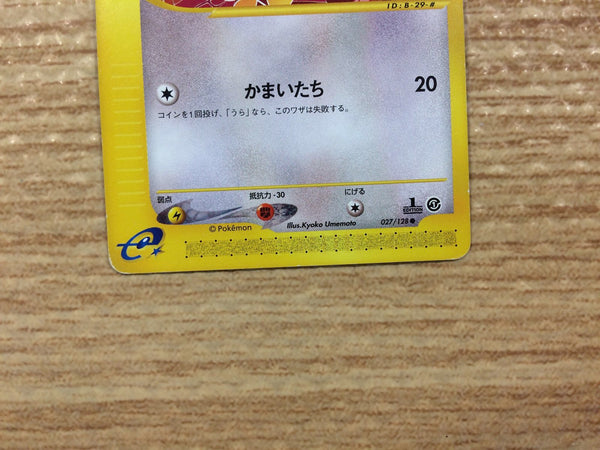 ID:B-29-#
かまいたち 20
コインを1回投げ、「うら」なら、このワザは失敗する。
弱点 抵抗力-30 にげる
© Pokémon Illus.Kyoko Umemoto 1 EDITION 027/128●
e